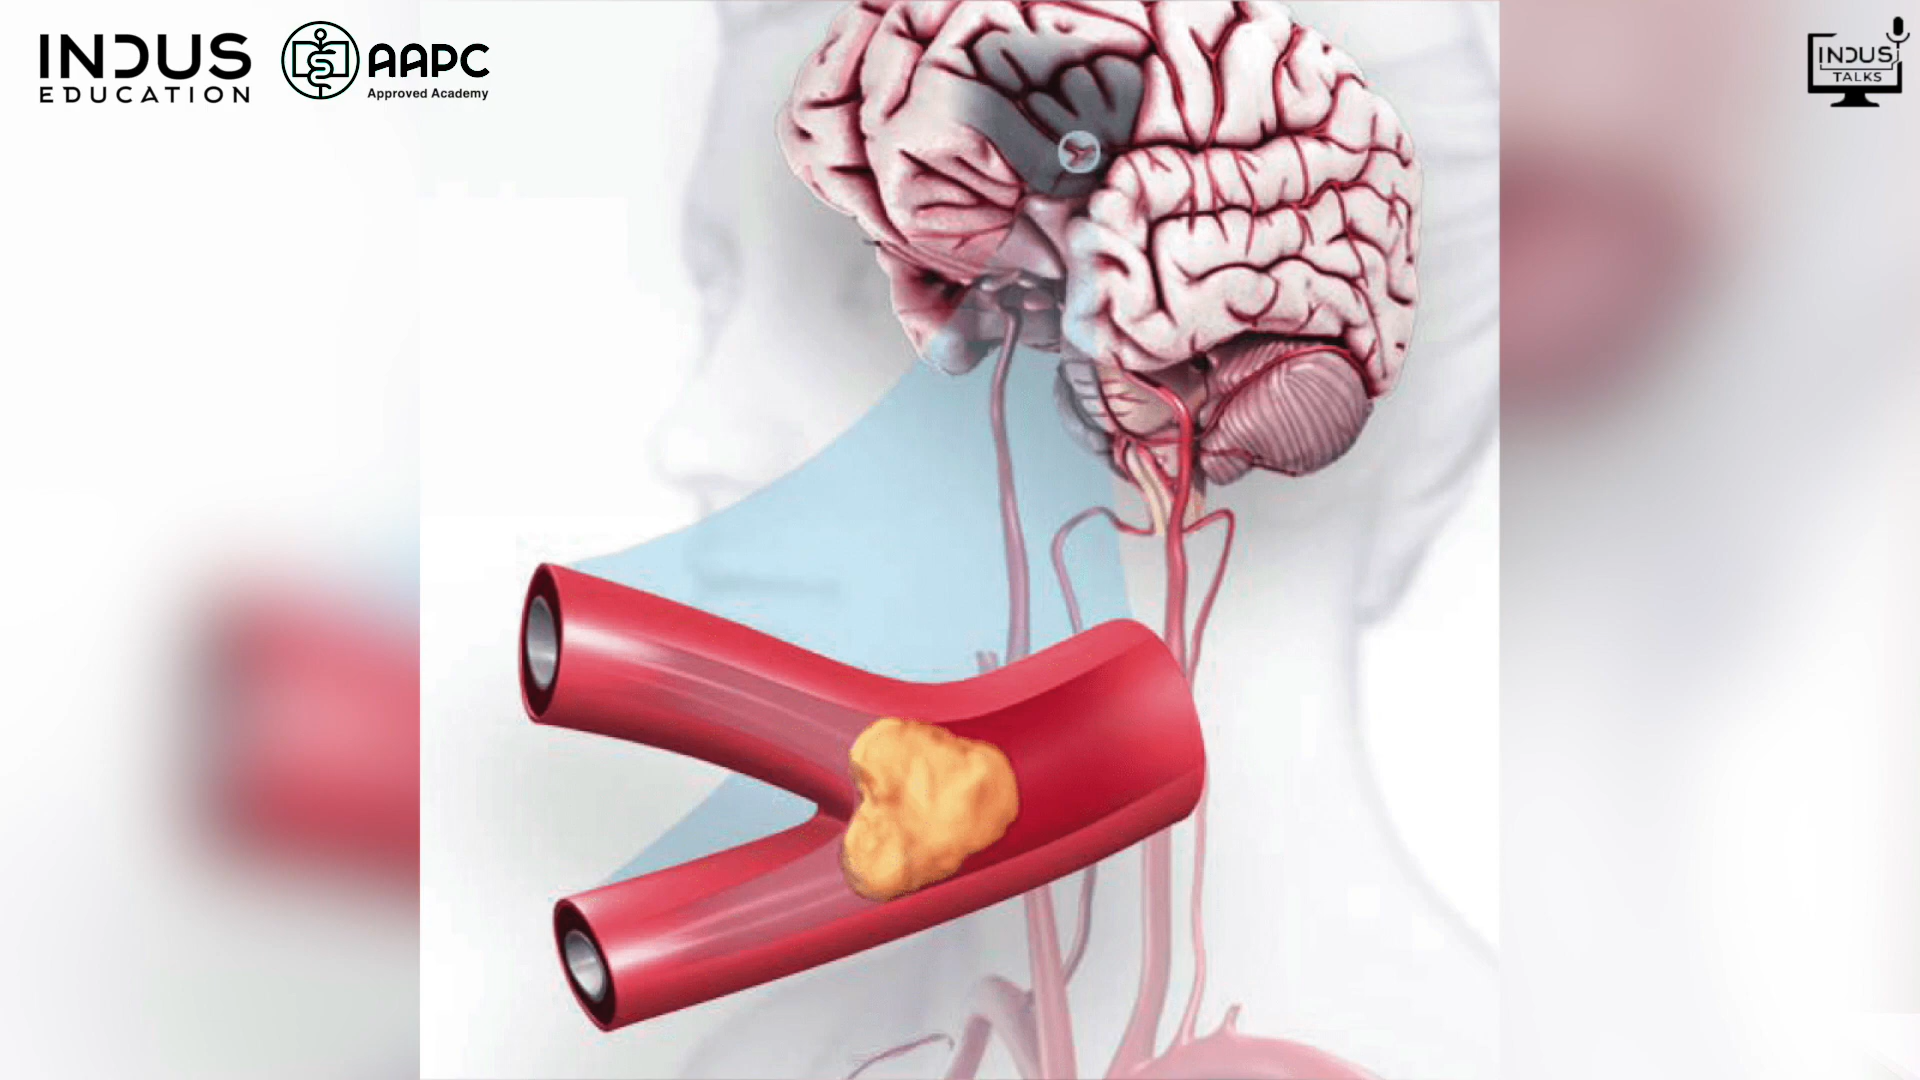 INDUS
EDUCATION
AAPC
Approved Academy
INDUS
TALKS